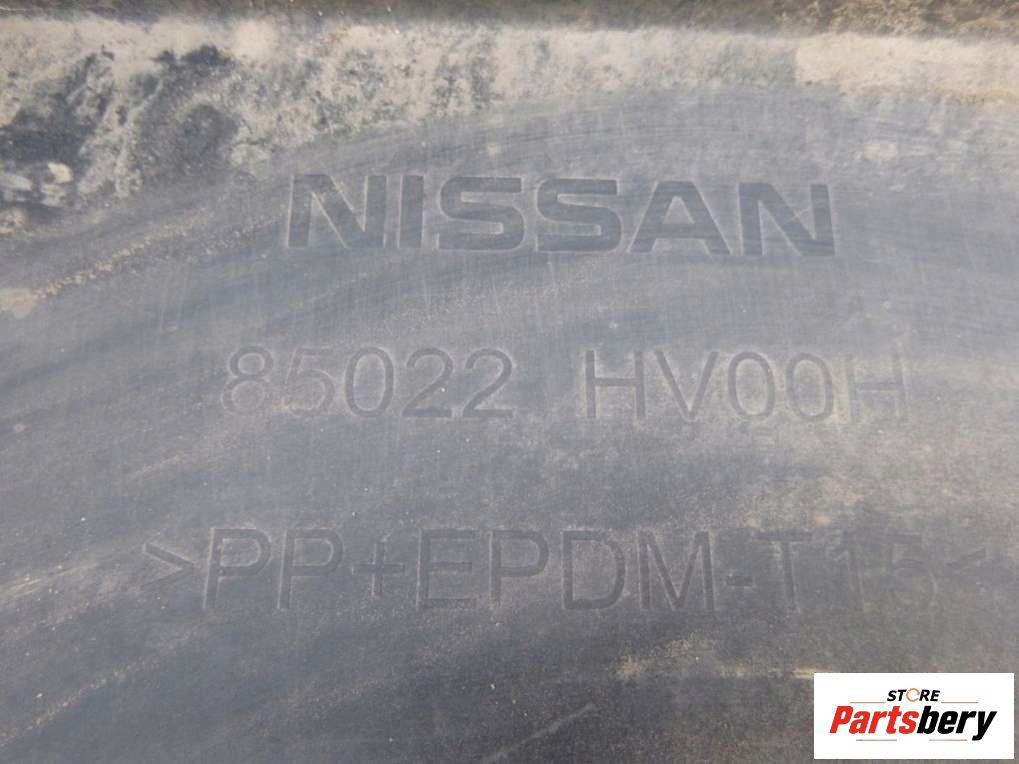 NISSAN
85022 HV00H
>PP+EPDM-T15<
STORE
Partsbery